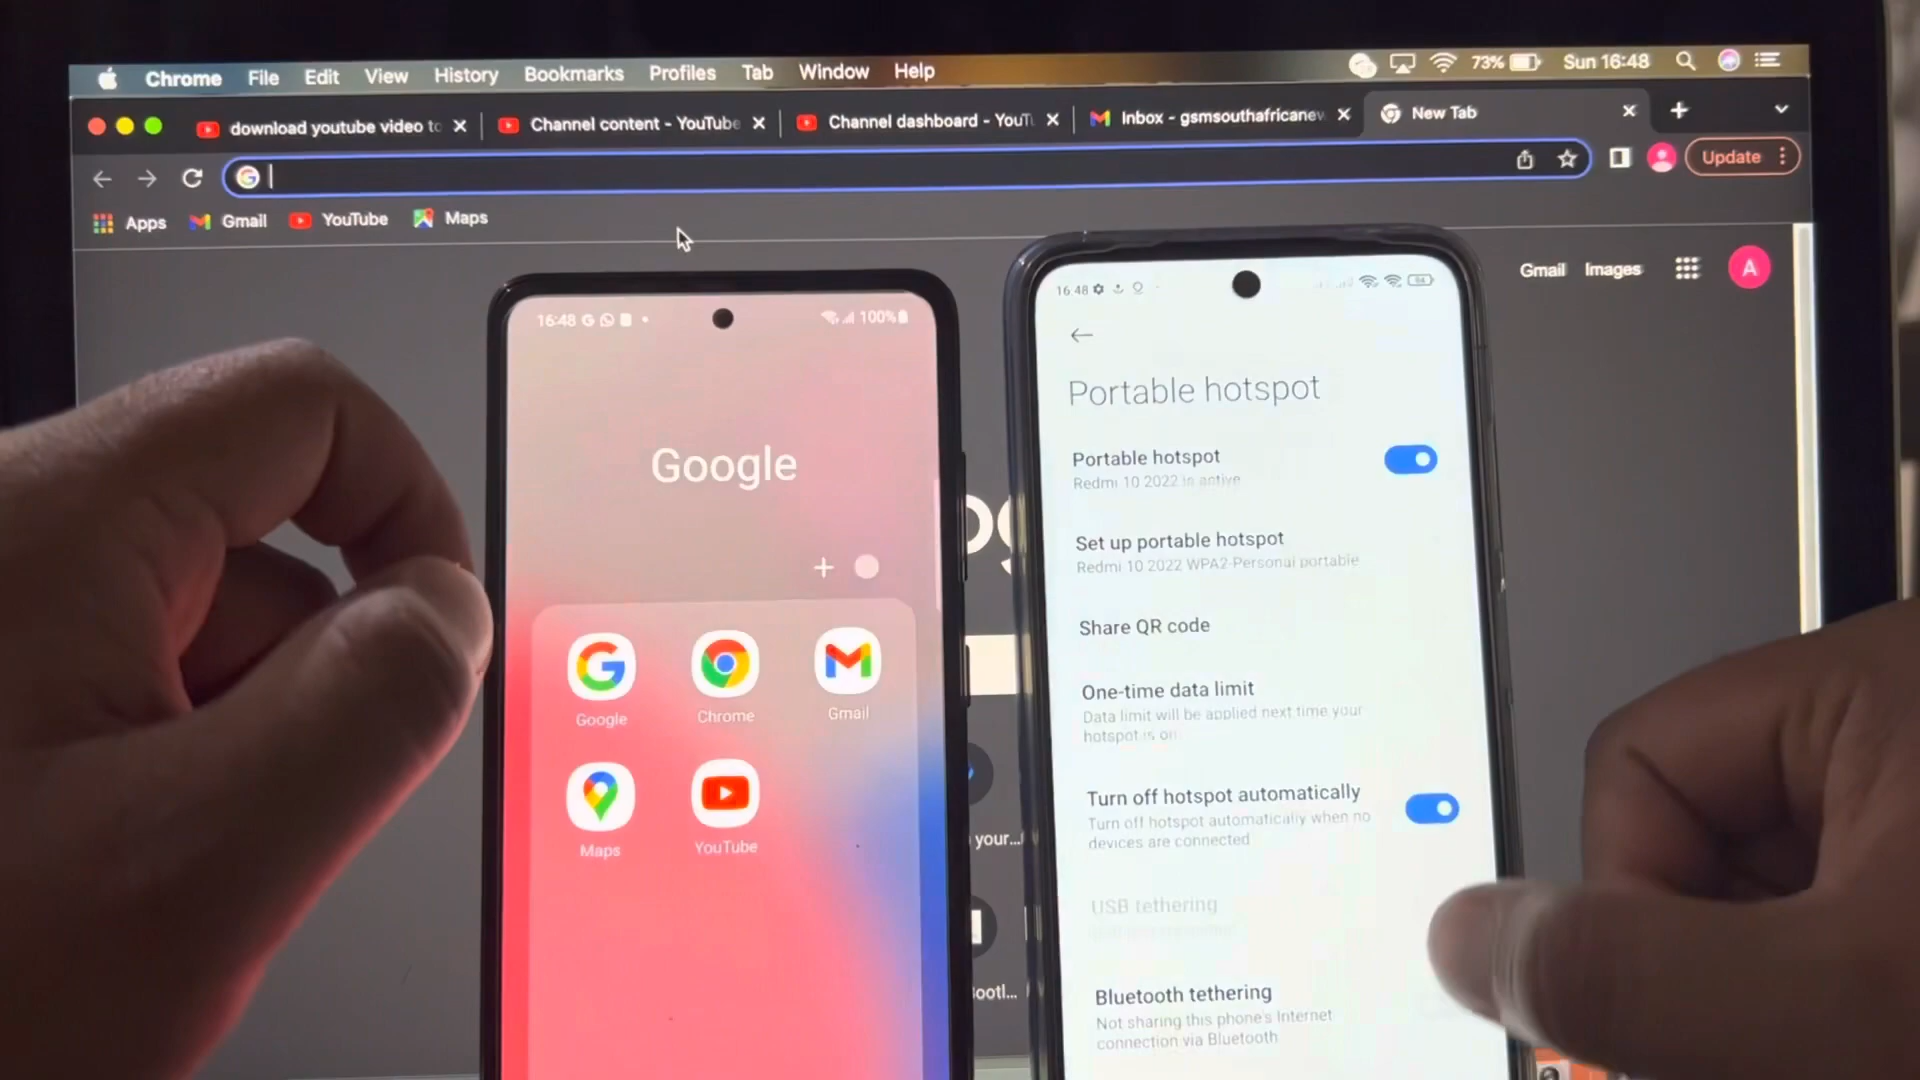 Chrome File Edit View History Bookmarks Profiles Tab Window Help 73% Sun 16:48
download youtube video to Channel content - YouTube Channel dashboard - YouT Inbox - gsmsouthafricanew New Tab
Update
Apps Gmail YouTube Maps
Gmail Images A
16:48 100%
Google
Google Chrome Gmail
Maps YouTube
your...
ootl...
16:48 94
Portable hotspot
Portable hotspot
Redmi 10 2022 is active
Set up portable hotspot
Redmi 10 2022 WPA2-Personal portable
Share QR code
One-time data limit
Data limit will be applied next time your
hotspot is on
Turn off hotspot automatically
Turn off hotspot automatically when no
devices are connected
USB tethering
Bluetooth tethering
Not sharing this phone's Internet
connection via Bluetooth